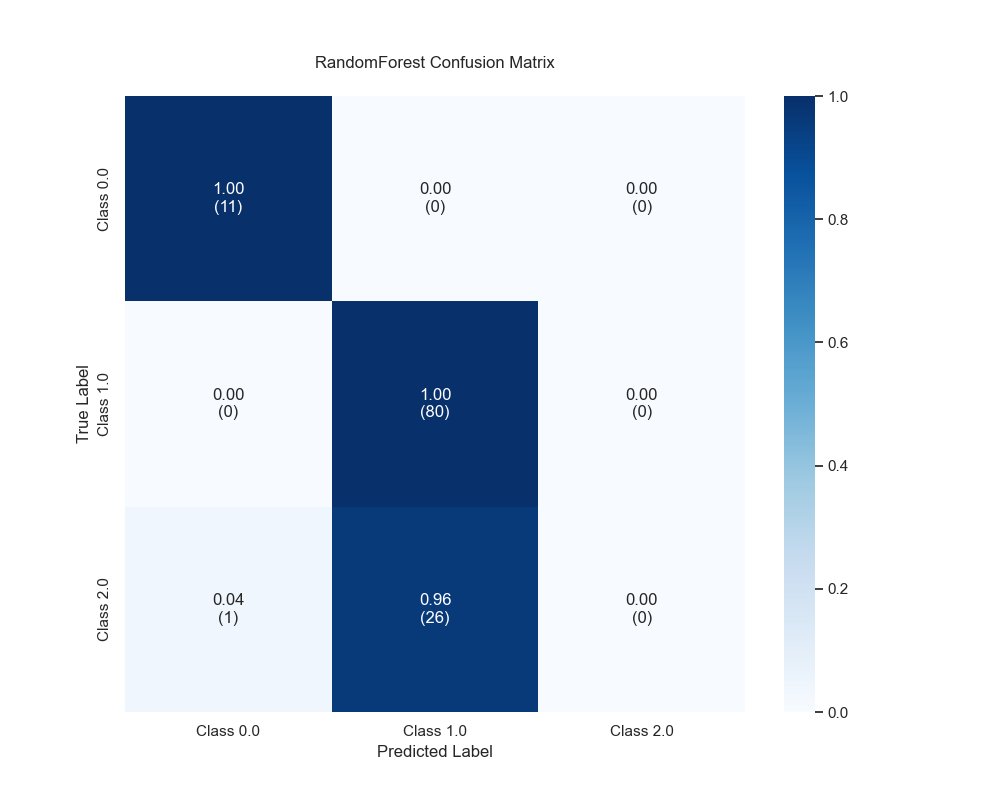 RandomForest Confusion Matrix
Class 0.0
1.00
(11)
0.00
(0)
0.00
(0)
True Label
Class 1.0
0.00
(0)
1.00
(80)
0.00
(0)
Class 2.0
0.04
(1)
0.96
(26)
0.00
(0)
Class 0.0
Class 1.0
Class 2.0
Predicted Label
1.0
0.8
0.6
0.4
0.2
0.0